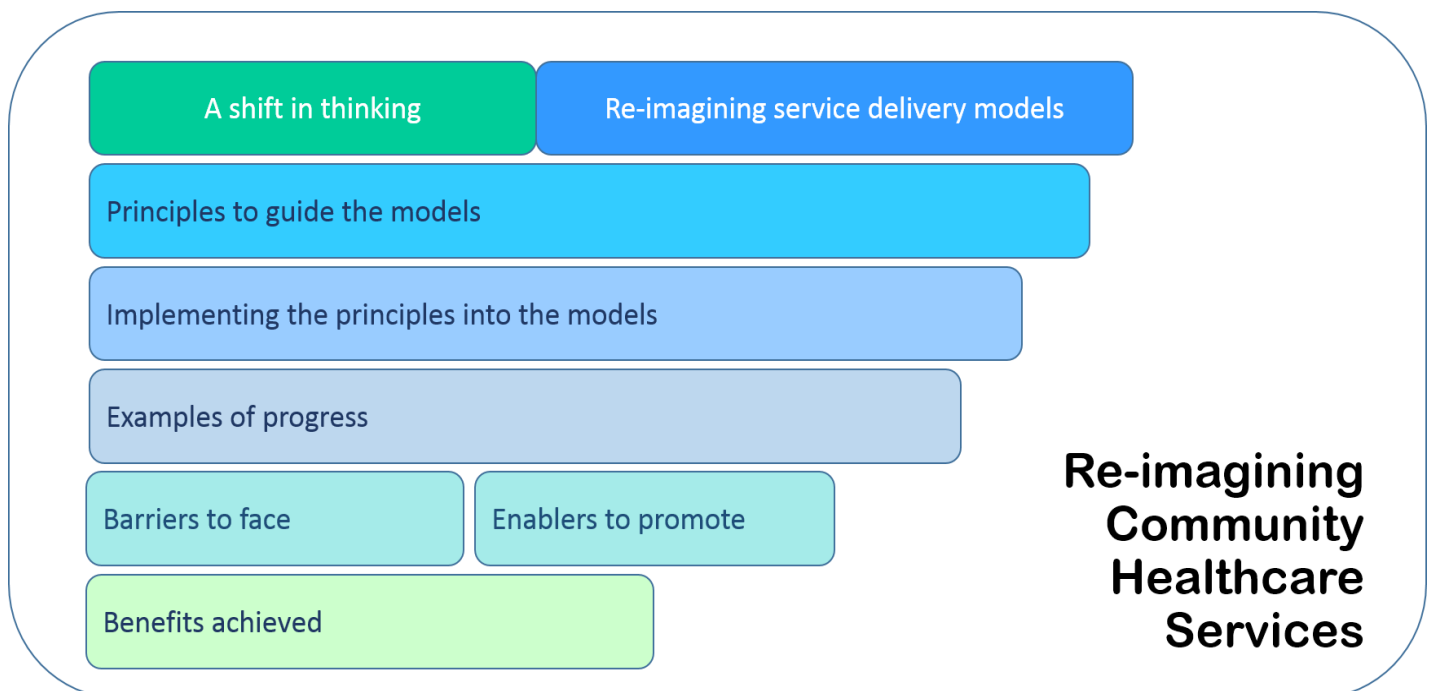 A shift in thinking
Re-imagining service delivery models
Principles to guide the models
Implementing the principles into the models
Examples of progress
Barriers to face
Enablers to promote
Benefits achieved
Re-imagining
Community
Healthcare
Services